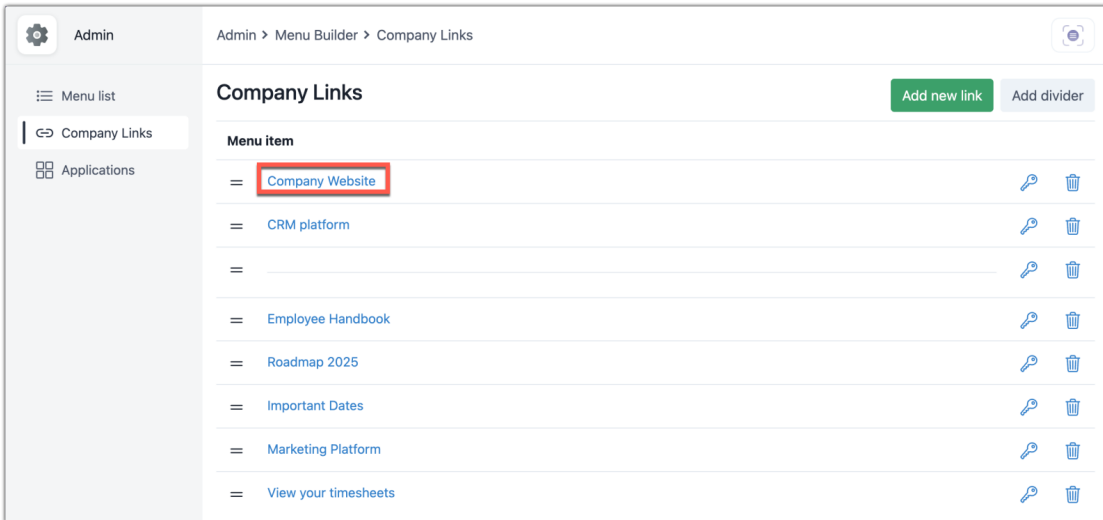 Admin
Admin > Menu Builder > Company Links
Menu list
Company Links
Applications
Company Links
Add new link
Add divider
Menu item
Company Website
CRM platform
Employee Handbook
Roadmap 2025
Important Dates
Marketing Platform
View your timesheets